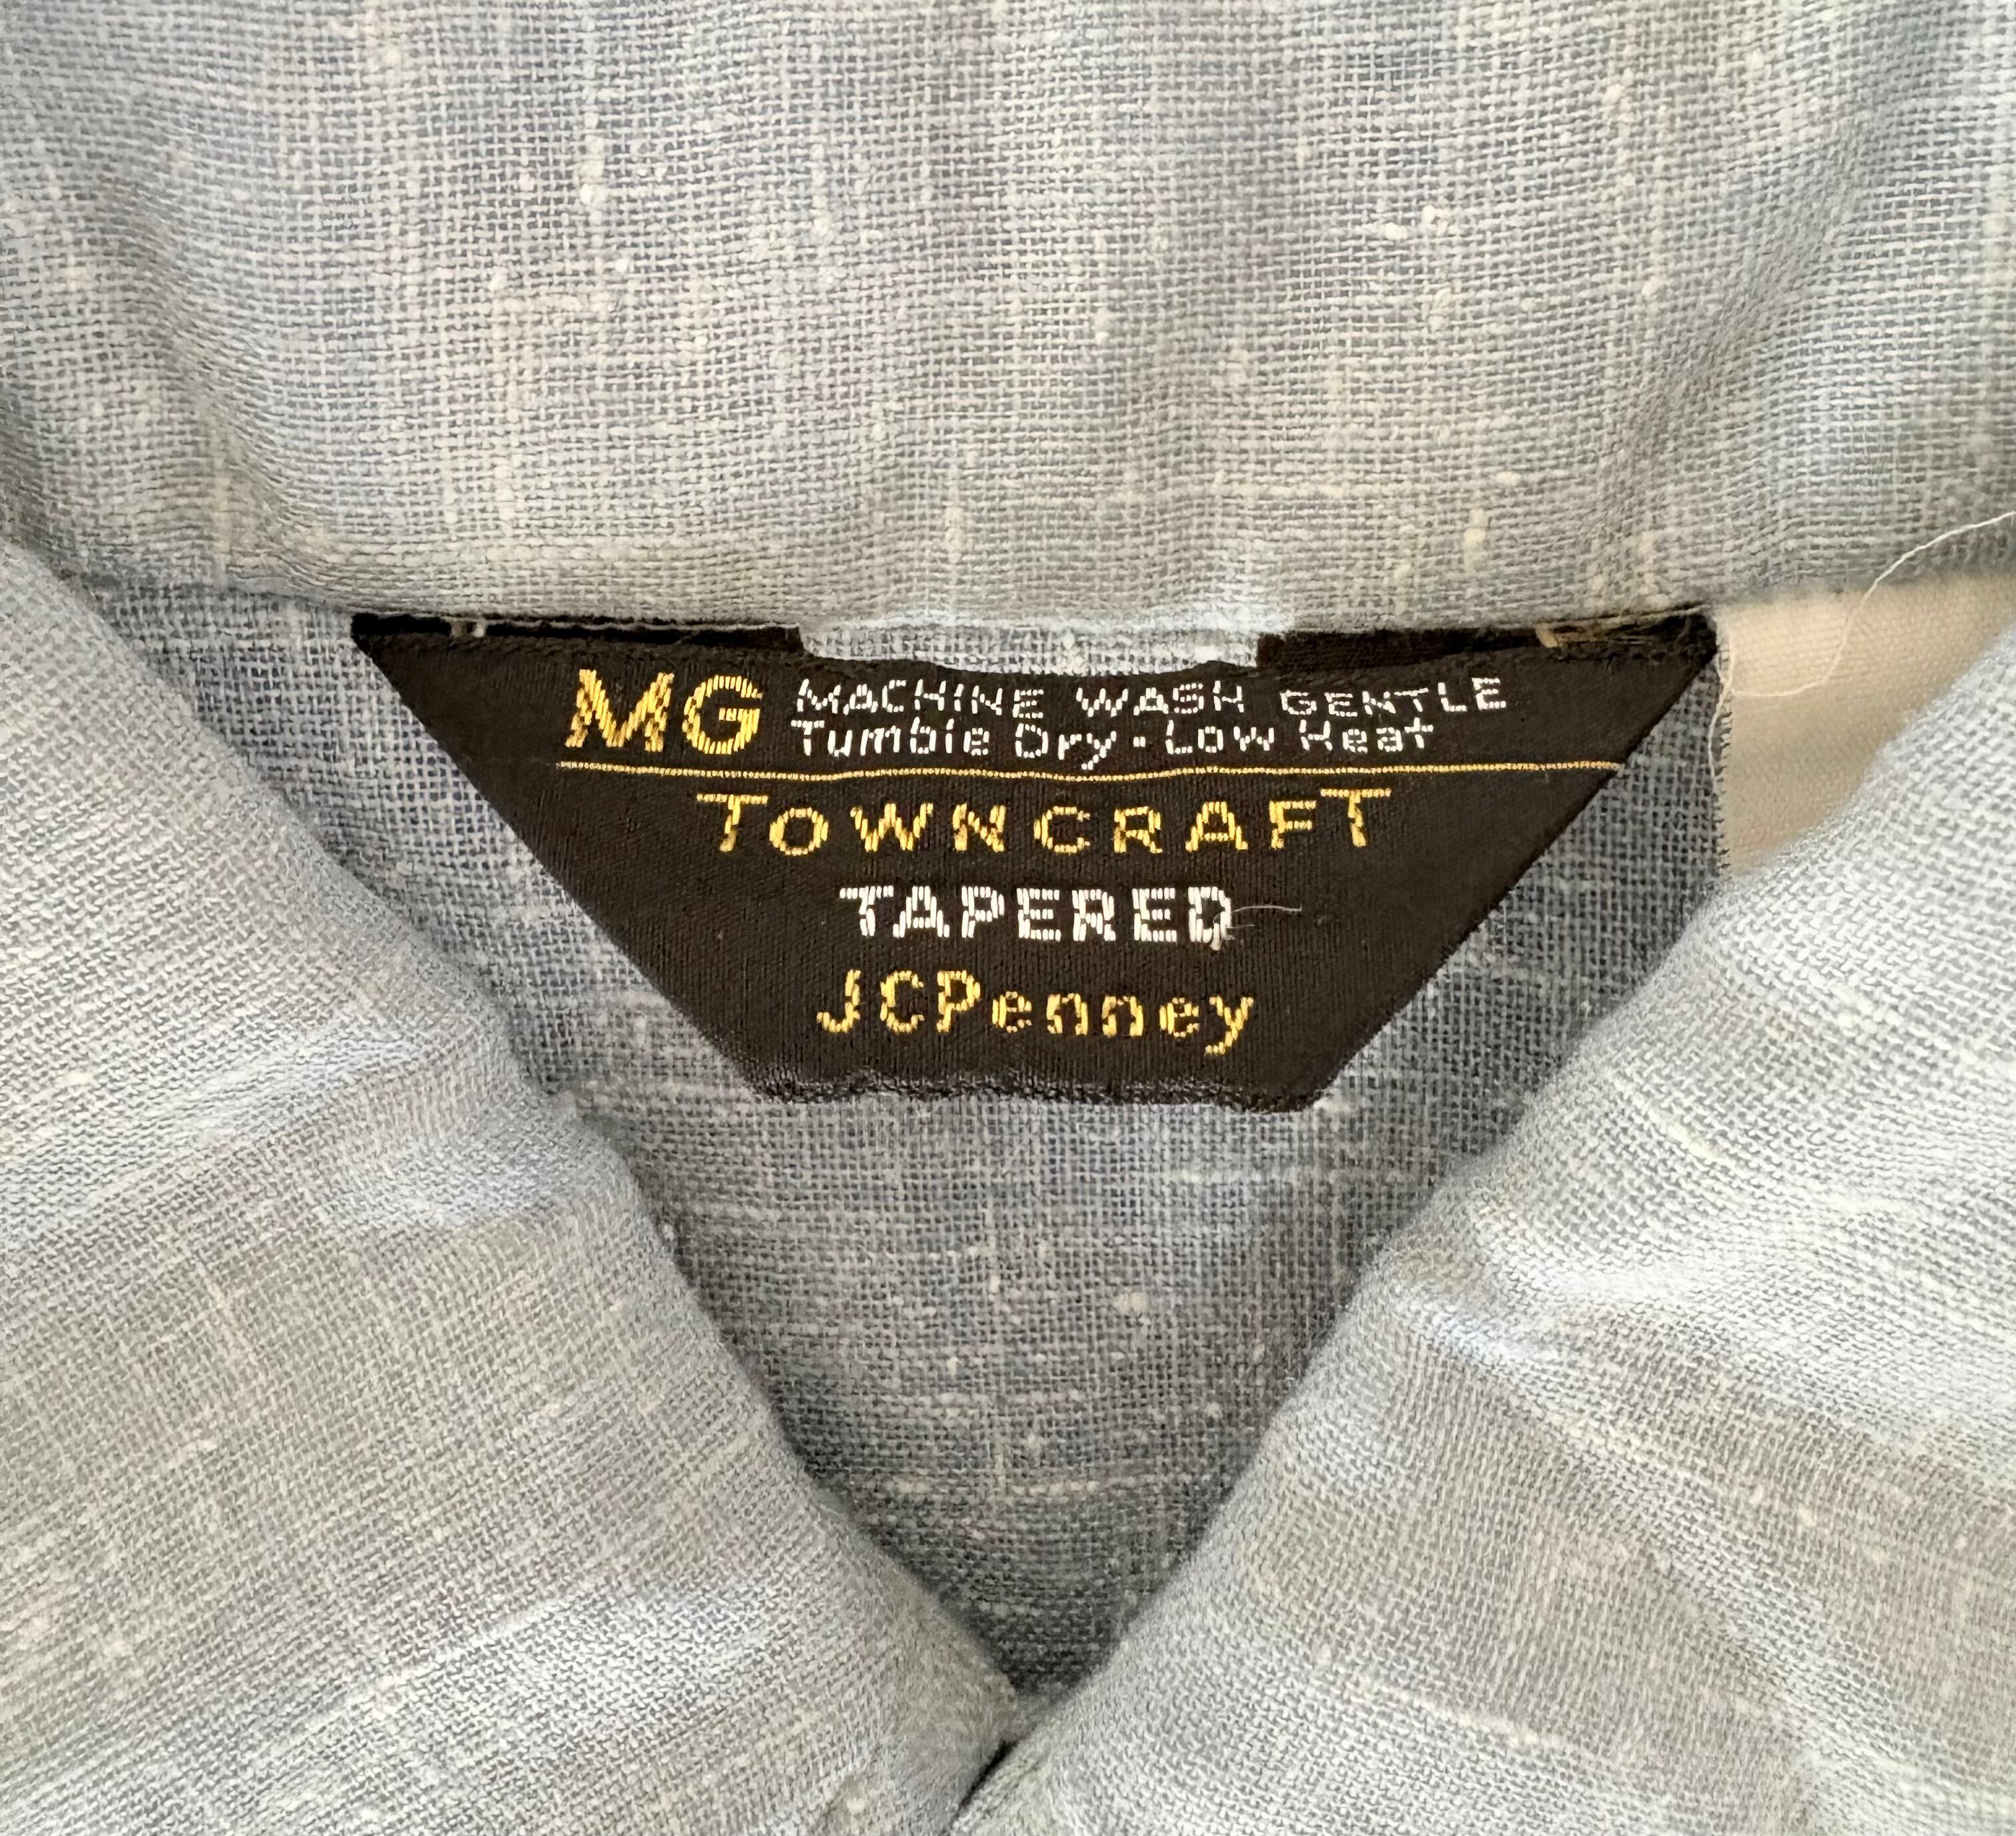 MG MACHINE WASH GENTLE
Tumble Dry · Low Heat
TOWNCRAFT
TAPERED
JCPenney